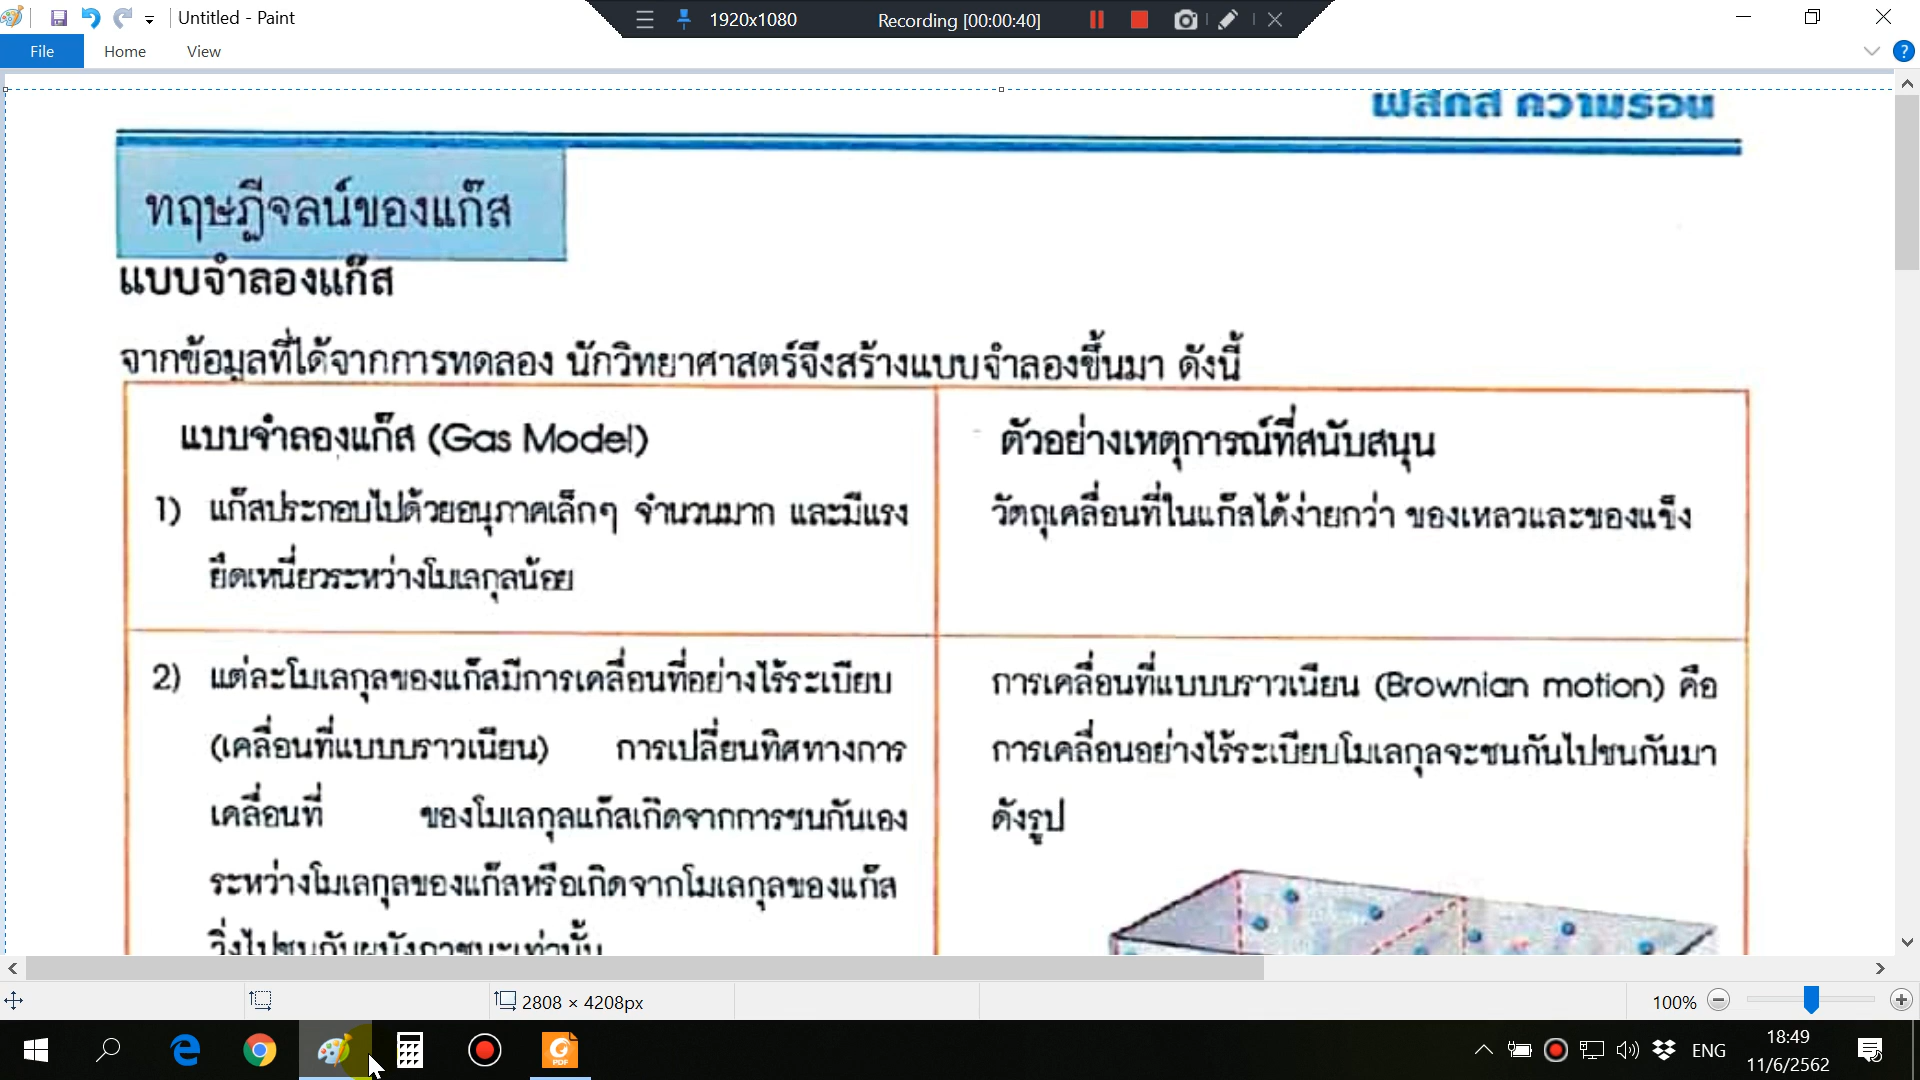 Untitled - Paint
1920x1080
Recording [00:00:40]
File
Home
View
ฟิสิกส์ ความร้อน
ทฤษฎีจลน์ของแก๊ส
แบบจำลองแก๊ส
จากข้อมูลที่ได้จากการทดลอง นักวิทยาศาสตร์จึงสร้างแบบจำลองขึ้นมา ดังนี้
แบบจำลองแก๊ส (Gas Model)
1) แก๊สประกอบไปด้วยอนุภาคเล็กๆ จำนวนมาก และมีแรง
ยึดเหนี่ยวระหว่างโมเลกุลน้อย
ตัวอย่างเหตุการณ์ที่สนับสนุน
วัตถุเคลื่อนที่ในแก๊สได้ง่ายกว่า ของเหลวและของแข็ง
2) แต่ละโมเลกุลของแก๊สมีการเคลื่อนที่อย่างไร้ระเบียบ
(เคลื่อนที่แบบบราวเนียน) การเปลี่ยนทิศทางการ
เคลื่อนที่ ของโมเลกุลแก๊สเกิดจากการชนกันเอง
ระหว่างโมเลกุลของแก๊สหรือเกิดจากโมเลกุลของแก๊ส
วิ่งไปชนกับผนังภาชนะเท่านั้น
การเคลื่อนที่แบบบราวเนียน (Brownian motion) คือ
การเคลื่อนอย่างไร้ระเบียบโมเลกุลจะชนกันไปชนกันมา
ดังรูป
2808 × 4208px
100%
PDF
ENG
18:49
11/6/2562